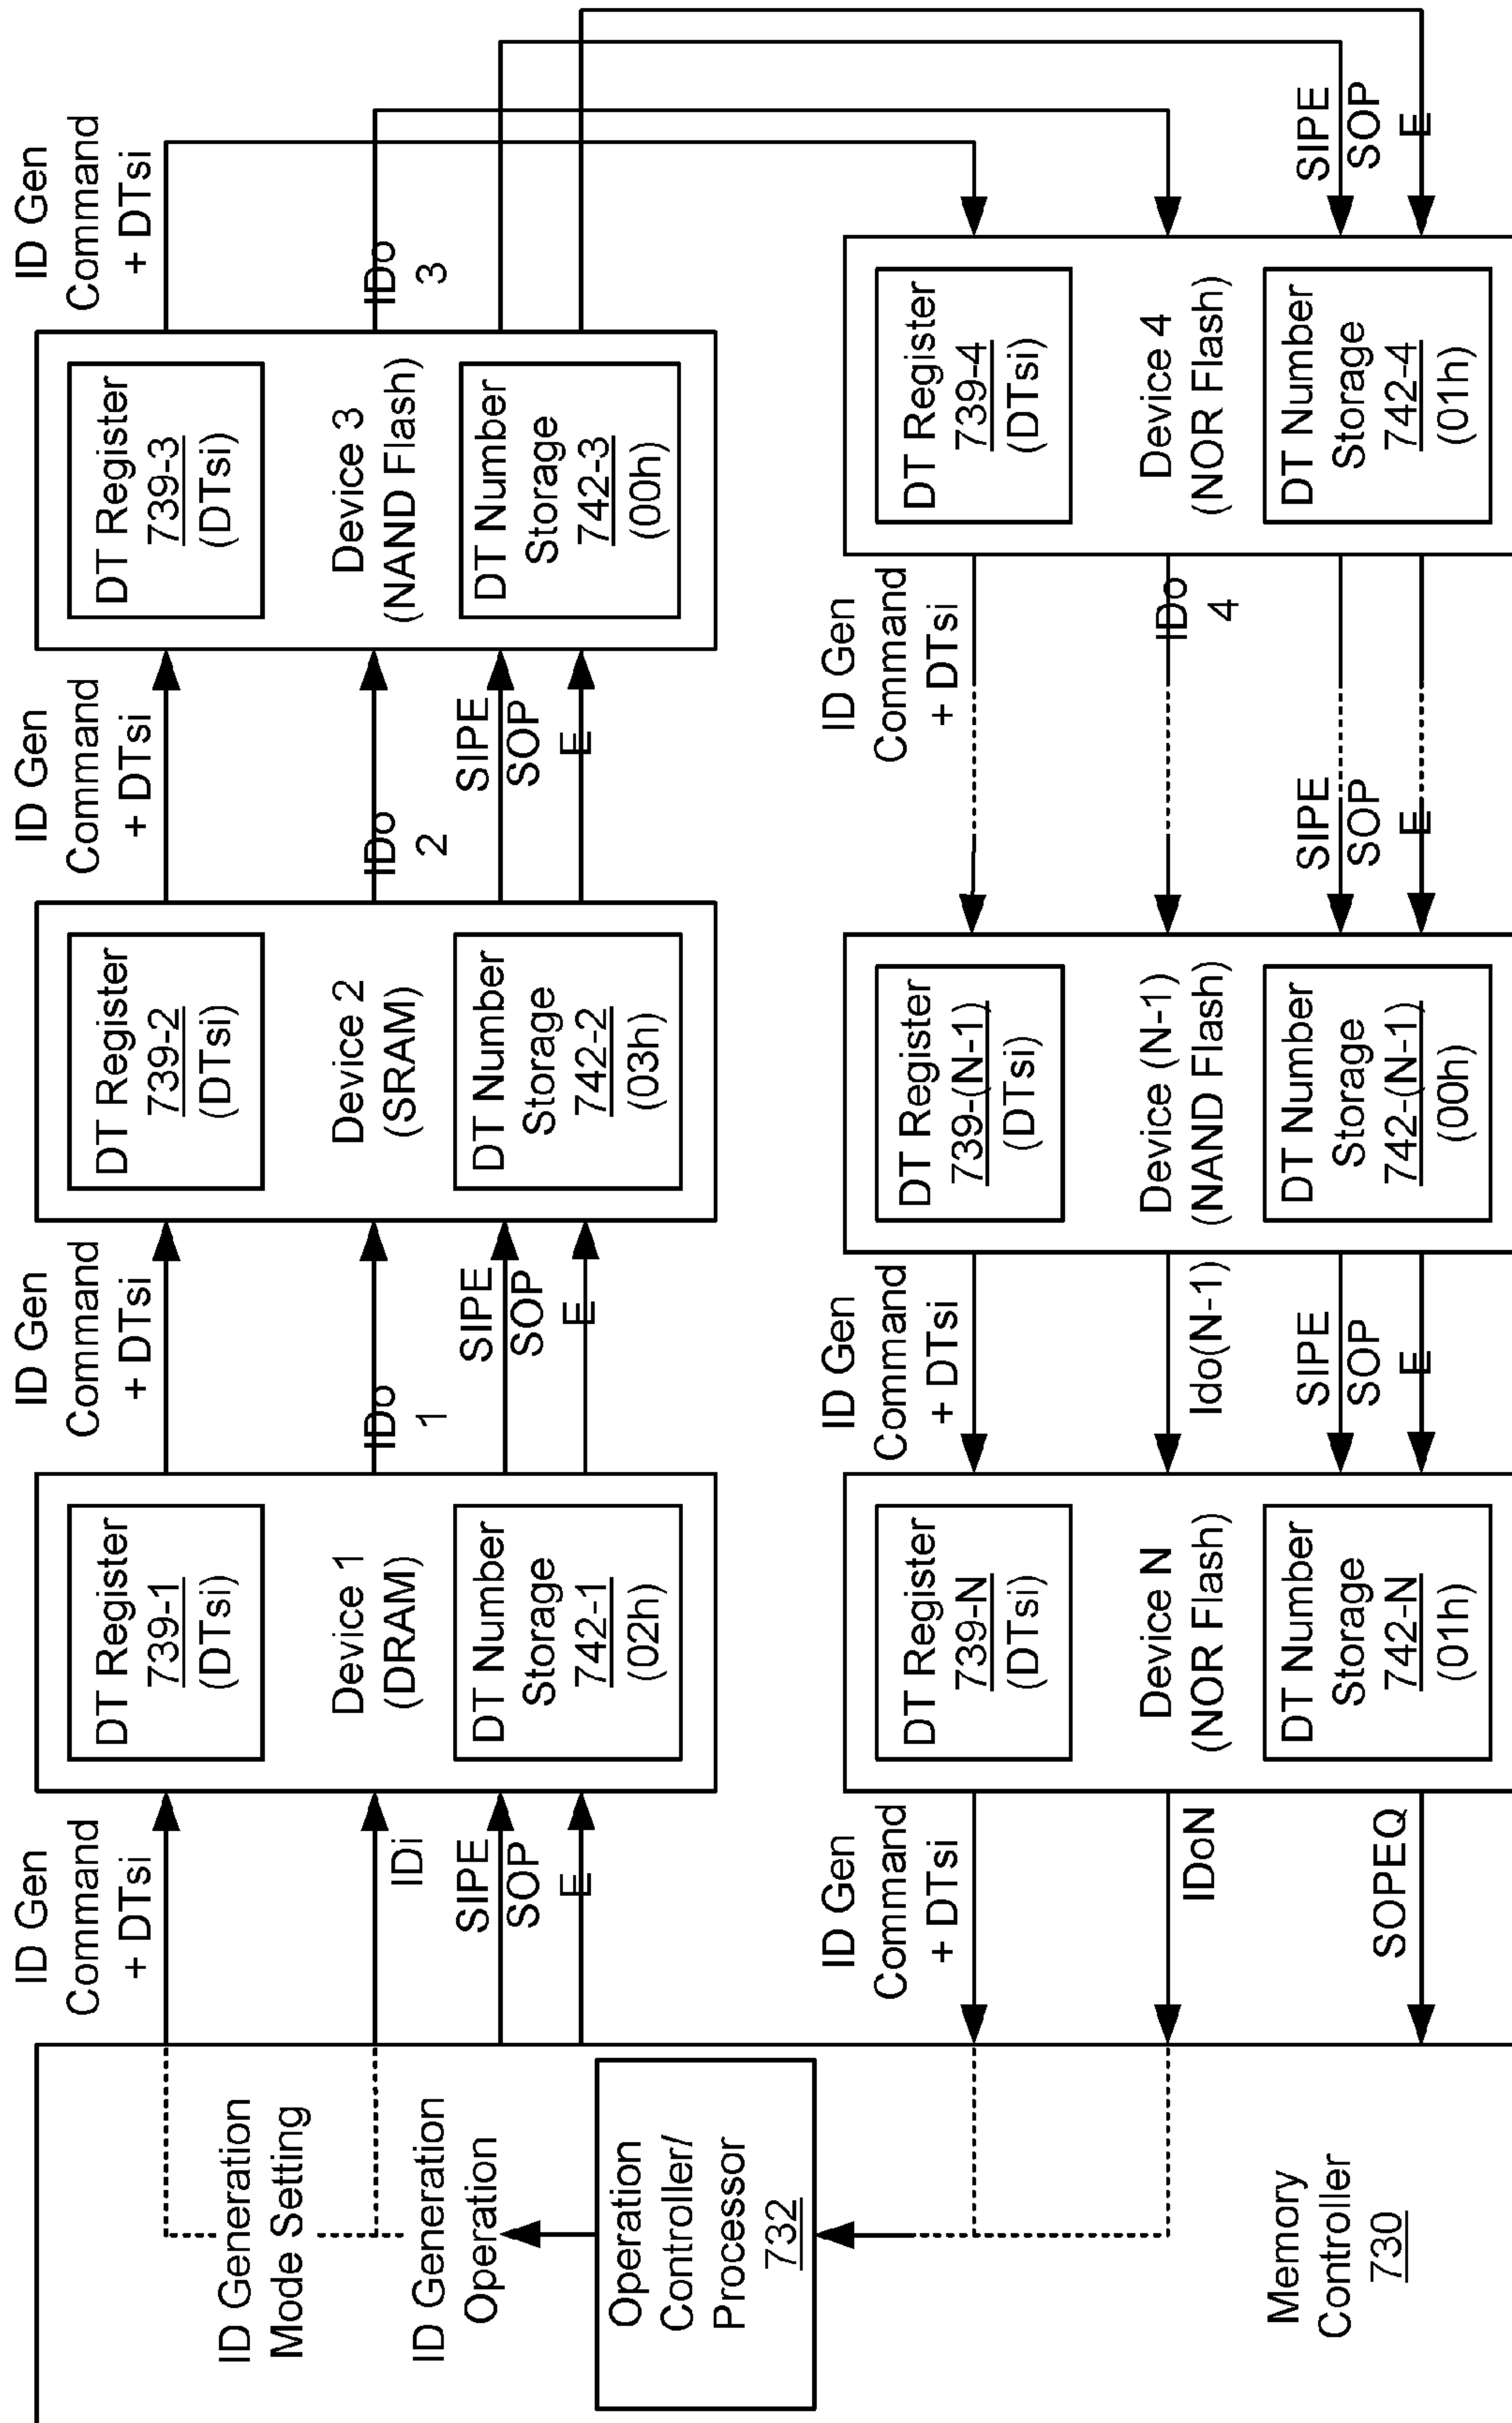 ID Generation
Mode Setting
ID Generation
Operation
Operation
Controller/
Processor
732
Memory
Controller
730
ID Gen
Command
+ DTsi
IDi
SIPE
SOP
E
DT Register
739-1
(DTsi)
Device 1
(DRAM)
DT Number
Storage
742-1
(02h)
ID Gen
Command
+ DTsi
IDo
1
SIPE
SOP
E
DT Register
739-2
(DTsi)
Device 2
(SRAM)
DT Number
Storage
742-2
(03h)
ID Gen
Command
+ DTsi
IDo
2
SIPE
SOP
E
DT Register
739-3
(DTsi)
Device 3
(NAND Flash)
DT Number
Storage
742-3
(00h)
ID Gen
Command
+ DTsi
IDo
3
SIPE
SOP
E
DT Register
739-4
(DTsi)
Device 4
(NOR Flash)
DT Number
Storage
742-4
(01h)
ID Gen
Command
+ DTsi
IDo
4
SIPE
SOP
E
DT Register
739-(N-1)
(DTsi)
Device (N-1)
(NAND Flash)
DT Number
Storage
742-(N-1)
(00h)
ID Gen
Command
+ DTsi
Ido(N-1)
SIPE
SOP
E
DT Register
739-N
(DTsi)
Device N
(NOR Flash)
DT Number
Storage
742-N
(01h)
ID Gen
Command
+ DTsi
IDoN
SOPEQ